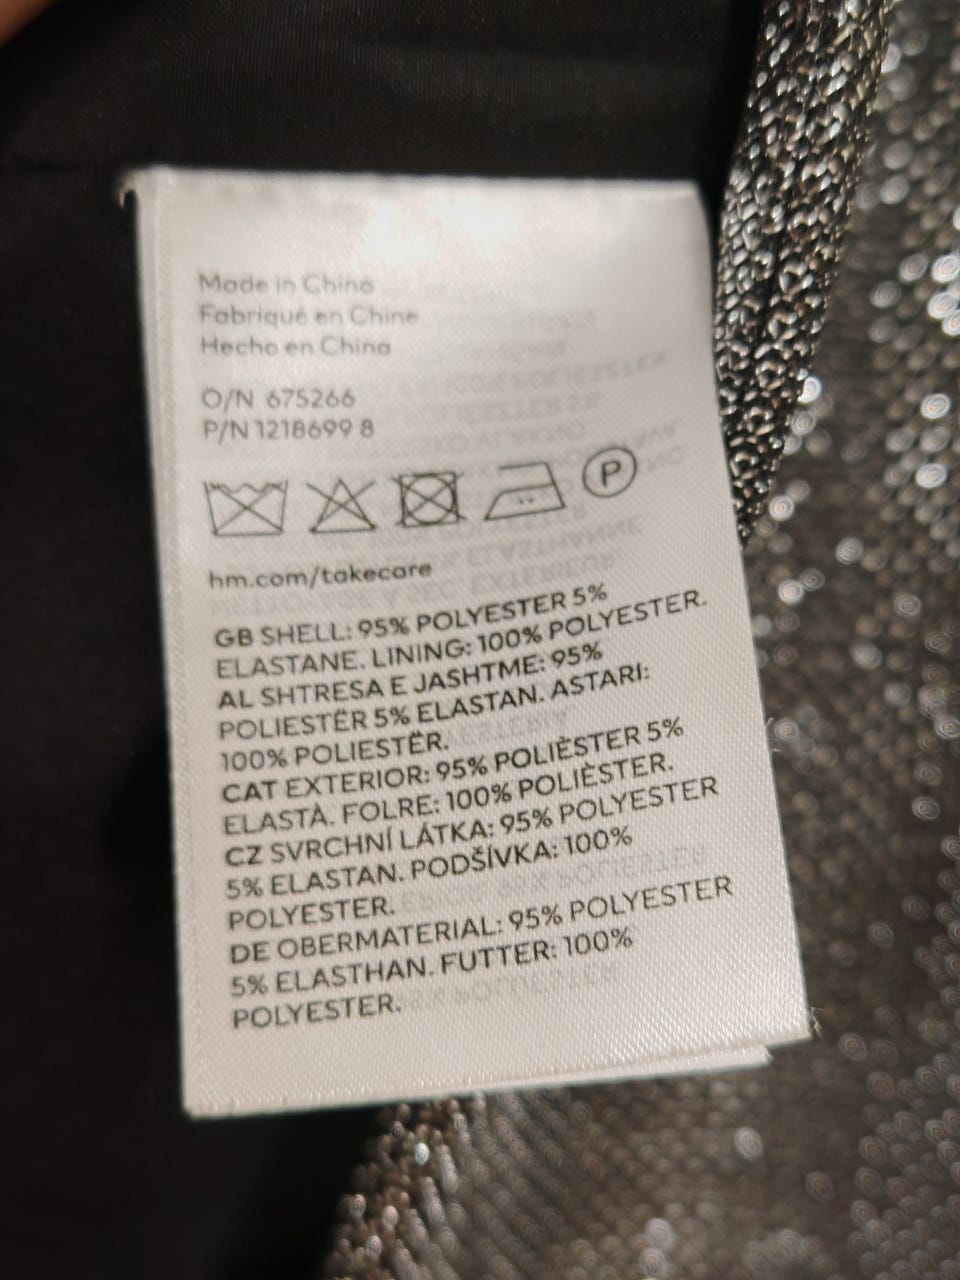 Made in China
Fabriqué en Chine
Hecho en China
O/N 675266
P/N 1218699 8
P
hm.com/takecare
GB SHELL: 95% POLYESTER 5%
ELASTANE. LINING: 100% POLYESTER.
AL SHTRESA E JASHTME: 95%
POLIESTËR 5% ELASTAN. ASTARI:
100% POLIESTËR.
CAT EXTERIOR: 95% POLIÈSTER 5%
ELASTÀ. FOLRE: 100% POLIÈSTER.
CZ SVRCHNÍ LÁTKA: 95% POLYESTER
5% ELASTAN. PODŠÍVKA: 100%
POLYESTER.
DE OBERMATERIAL: 95% POLYESTER
5% ELASTHAN. FUTTER: 100%
POLYESTER.